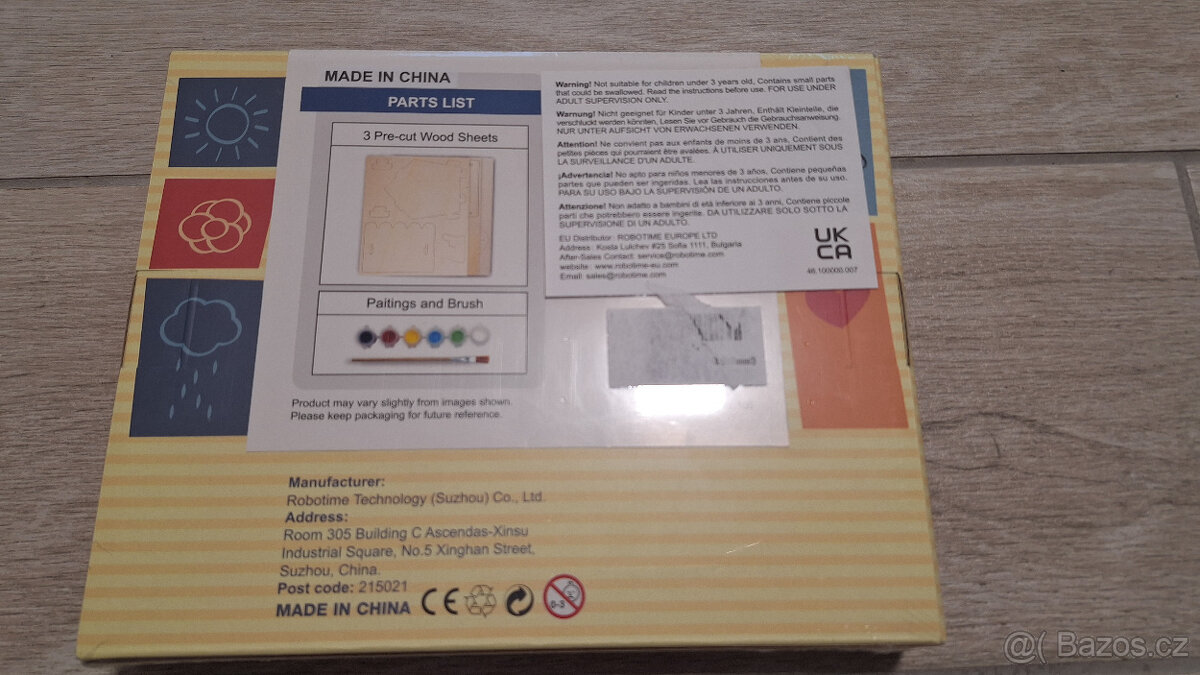 MADE IN CHINA
PARTS LIST
3 Pre-cut Wood Sheets
Paitings and Brush
Product may vary slightly from images shown.
Please keep packaging for future reference.
Warning! Not suitable for children under 3 years old, Contains small parts
that could be swallowed. Read the instructions before use. FOR USE UNDER
ADULT SUPERVISION ONLY.
Warnung! Nicht geeignet für Kinder unter 3 Jahren, Enthält Kleinteile, die
verschluckt werden könnten, Lesen Sie vor Gebrauch die Gebrauchsanweisung.
NUR UNTER AUFSICHT VON ERWACHSENEN VERWENDEN.
Attention! Ne convient pas aux enfants de moins de 3 ans, Contient des
petites pièces qui pourraient être avalées. À UTILISER UNIQUEMENT SOUS
LA SURVEILLANCE D'UN ADULTE.
¡Advertencia! No apto para niños menores de 3 años, Contiene pequeñas
partes que pueden ser ingeridas. Lea las instrucciones antes de su uso.
PARA SU USO BAJO LA SUPERVISIÓN DE UN ADULTO.
Attenzione! Non adatto a bambini di età inferiore ai 3 anni, Contiene piccole
parti che potrebbero essere ingerite. DA UTILIZZARE SOLO SOTTO LA
SUPERVISIONE DI UN ADULTO.
EU Distributor: ROBOTIME EUROPE LTD
Address: Kosta Lulchev #25 Sofia 1111, Bulgaria
After-Sales Contact: service@robotime.com
website: www.robotime-eu.com
Email: sales@robotime.com
UK
CA
46.100000.007
Manufacturer:
Robotime Technology (Suzhou) Co., Ltd.
Address:
Room 305 Building C Ascendas-Xinsu
Industrial Square, No.5 Xinghan Street,
Suzhou, China.
Post code: 215021
MADE IN CHINA CE 0-3
@( Bazos.cz